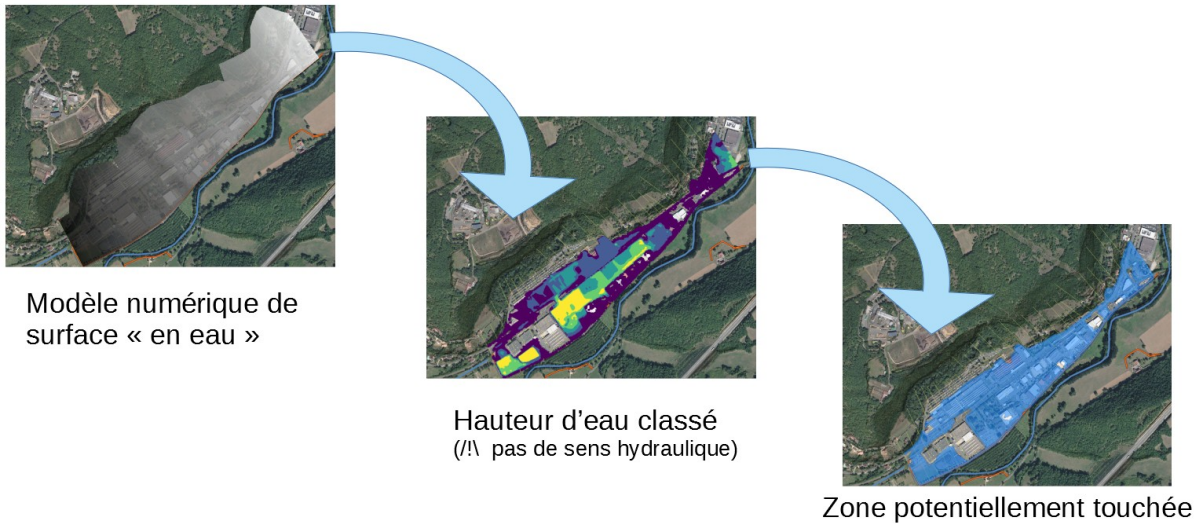 Modèle numérique de
surface « en eau »
Hauteur d'eau classé
(/!\ pas de sens hydraulique)
Zone potentiellement touchée